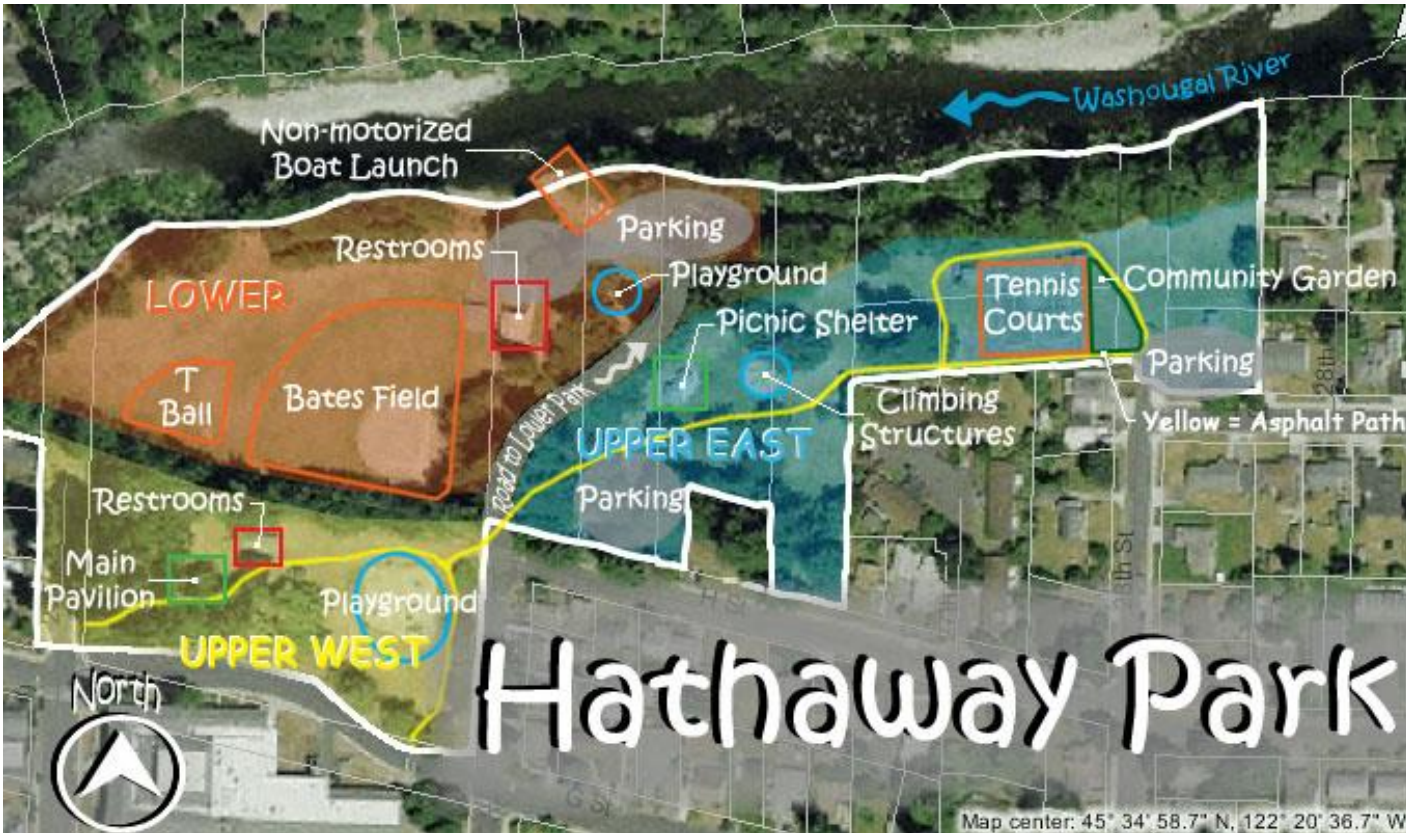 Washougal River
Non-motorized
Boat Launch
Parking
Restrooms
Playground
LOWER
Community Garden
Tennis
Courts
Picnic Shelter
Parking
T
Ball
Bates Field
Road to Lower Park
Climbing
Structures
28th
Yellow = Asphalt Path
UPPER EAST
Restrooms
Parking
Main
Pavilion
Playground
UPPER WEST
Hathaway Park
North
G St
Map center: 45° 34' 58.7" N, 122° 20' 36.7" W